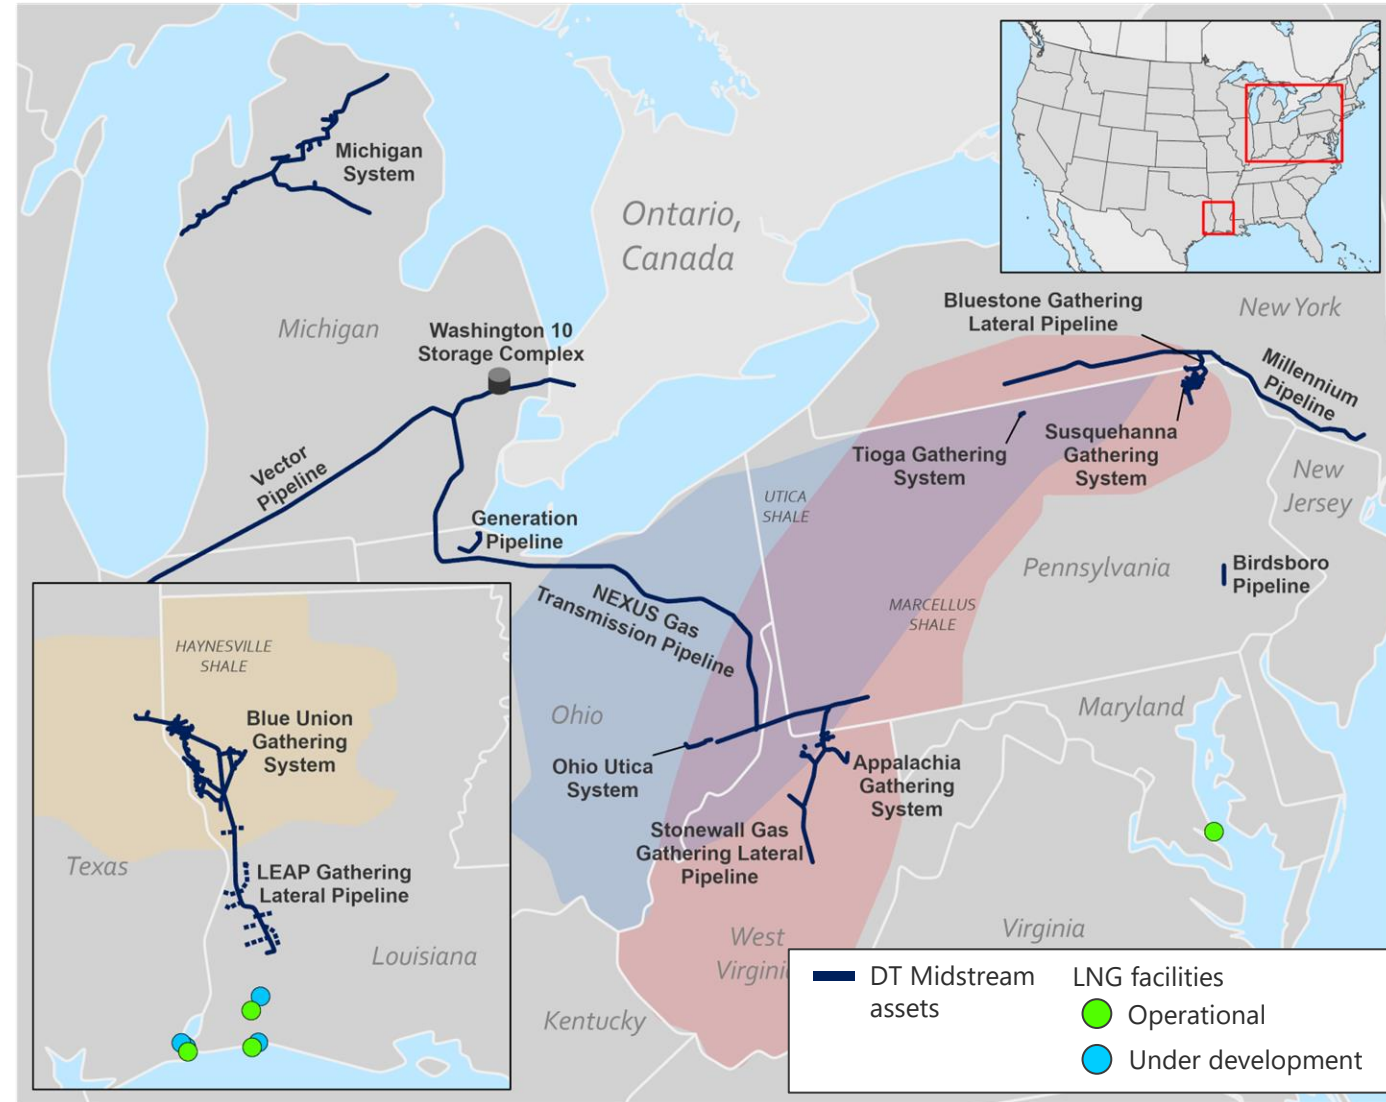 Michigan
System
Ontario,
Canada
Michigan
Washington 10
Storage Complex
Bluestone Gathering
Lateral Pipeline
New York
Millennium
Pipeline
Vector
Pipeline
Tioga Gathering
System
Susquehanna
Gathering
System
New
Jersey
UTICA
SHALE
Generation
Pipeline
Pennsylvania
Birdsboro
Pipeline
NEXUS Gas
Transmission Pipeline
MARCELLUS
SHALE
HAYNESVILLE
SHALE
Blue Union
Gathering
System
Ohio
Maryland
Ohio Utica
System
Appalachia
Gathering
System
Stonewall Gas
Gathering Lateral
Pipeline
Texas
LEAP Gathering
Lateral Pipeline
Louisiana
West
Virginia
Virginia
Kentucky
DT Midstream
assets
LNG facilities
Operational
Under development